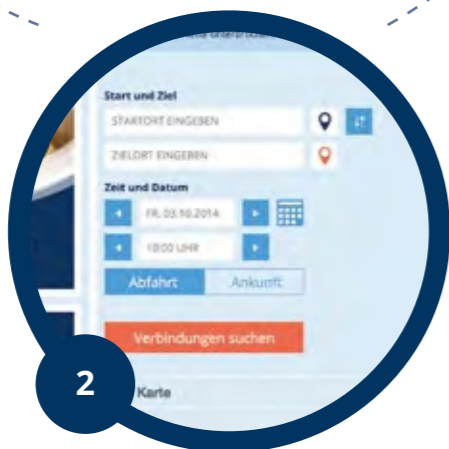 Start und Ziel
STARTORT EINGEBEN
ZIELORT EINGEBEN
Zeit und Datum
FR, 03.10.2014
10:00 UHR
Abfahrt Ankunft
Verbindungen suchen
2
Karte